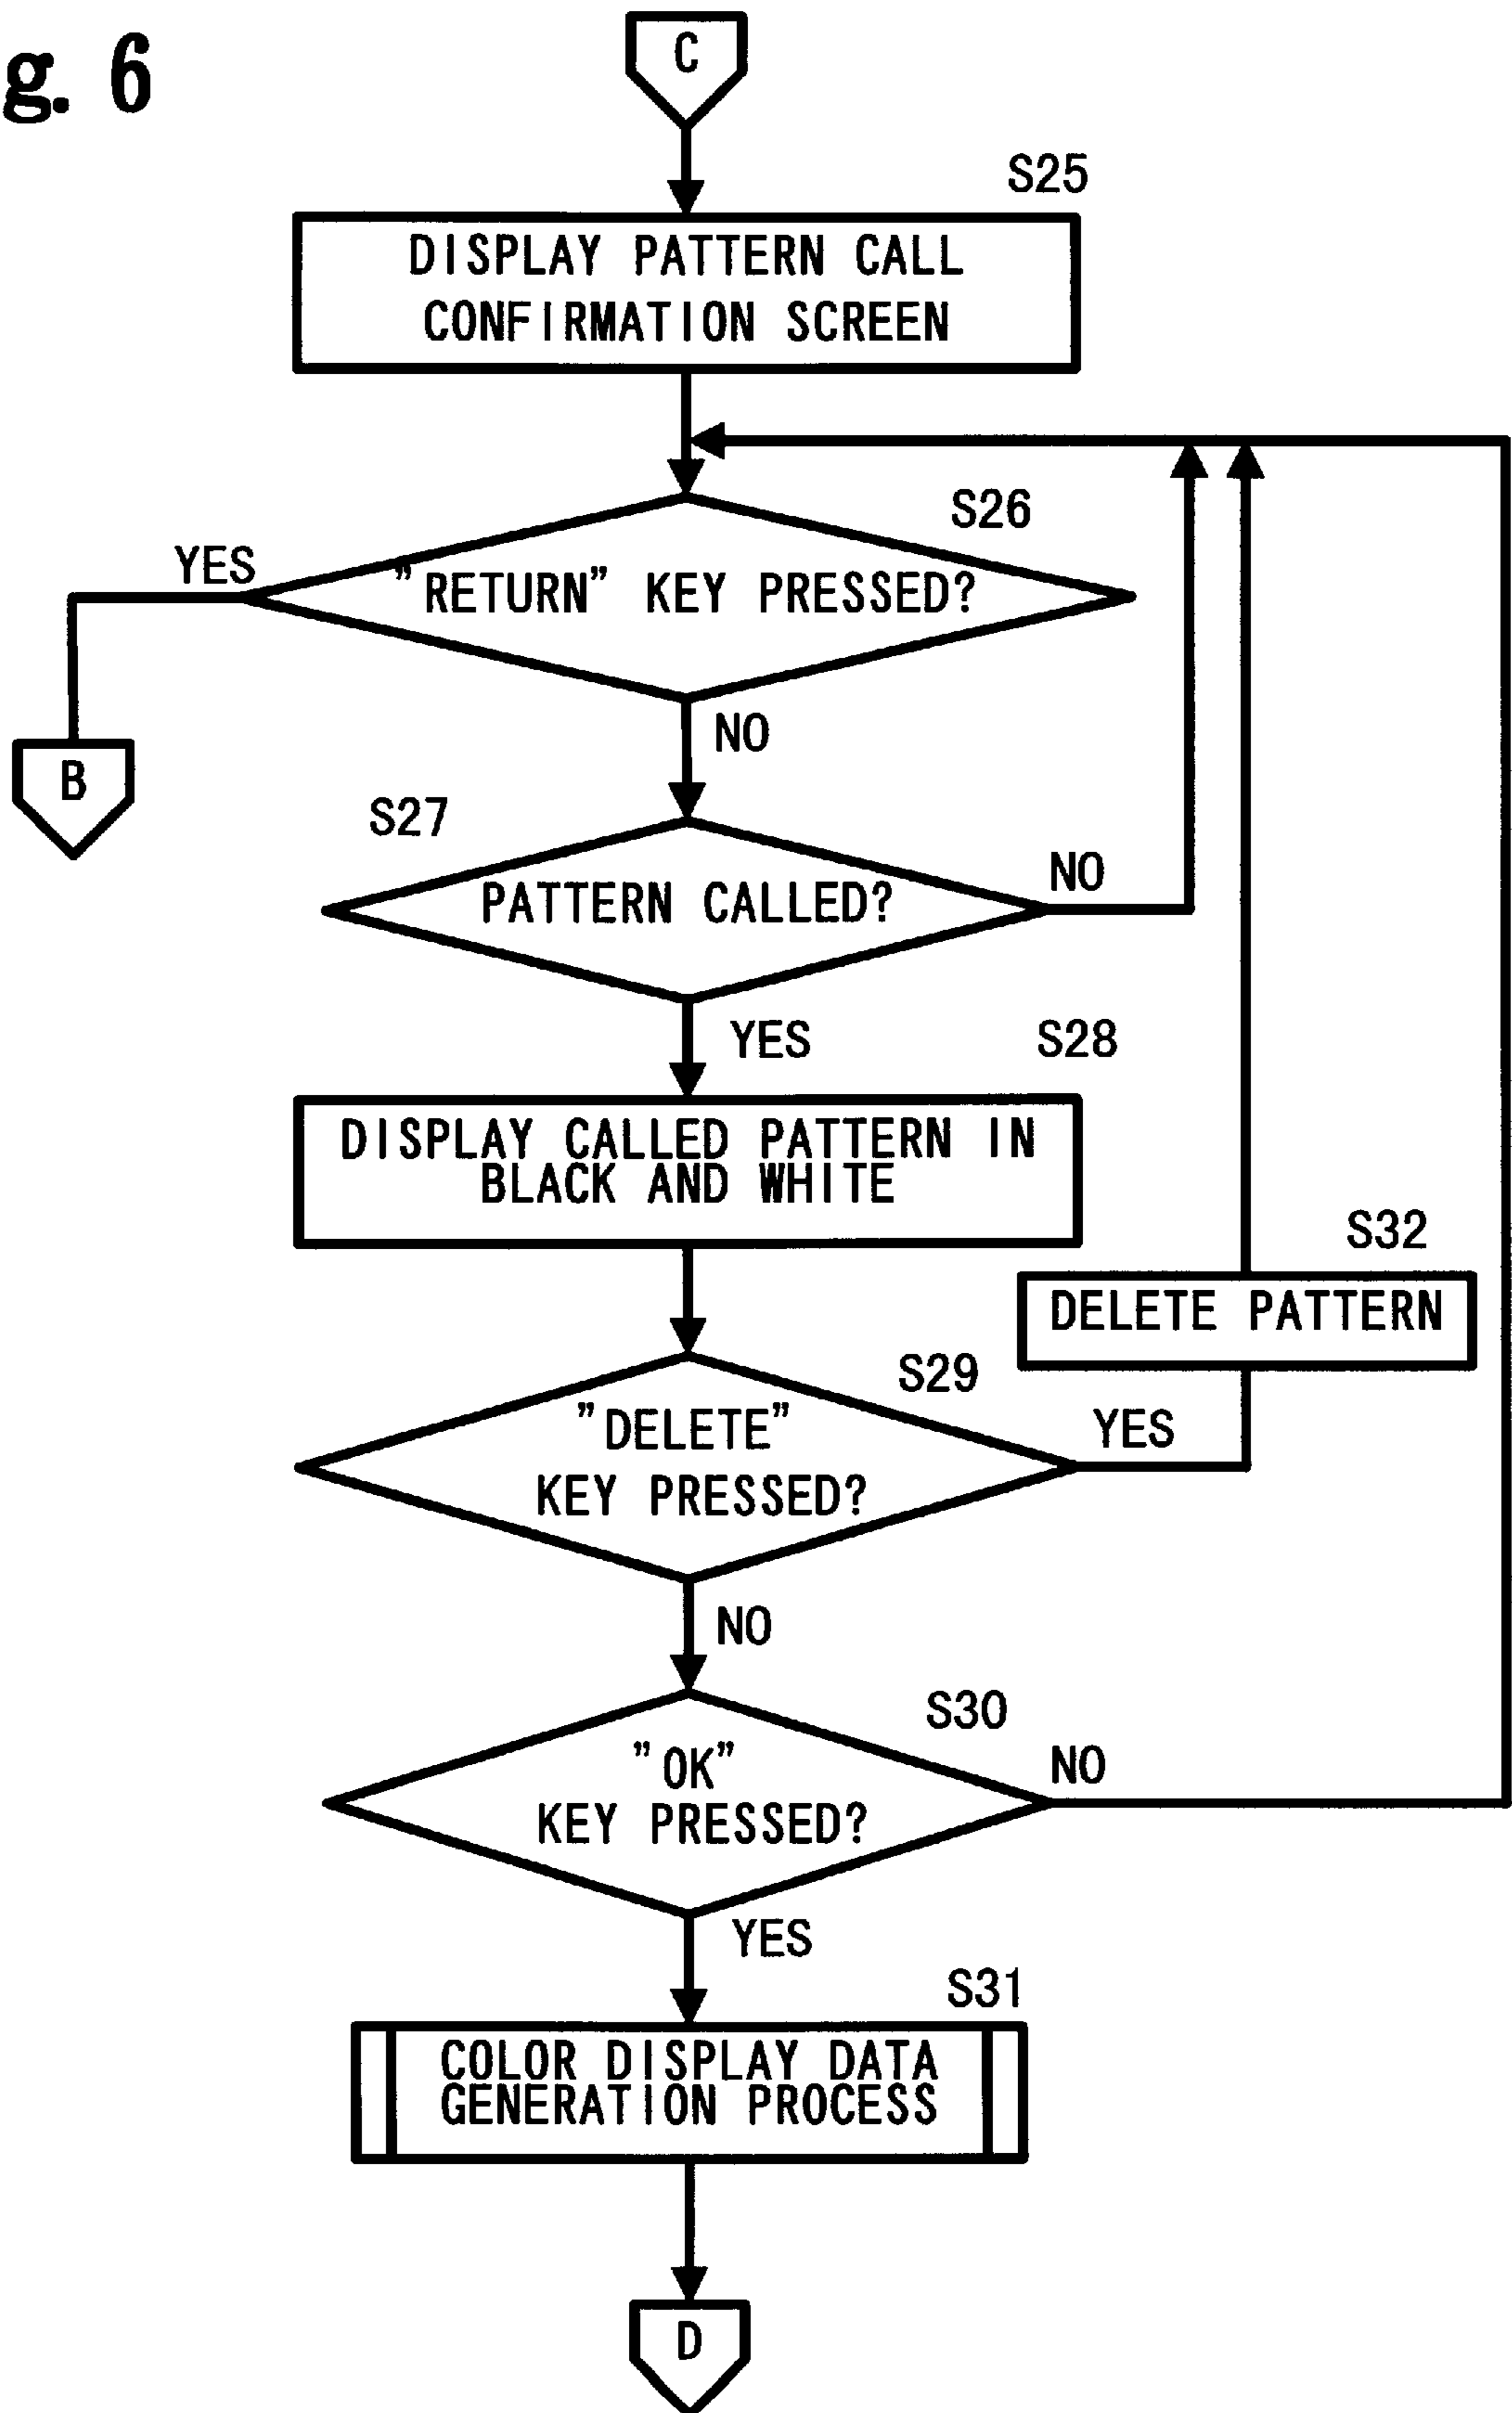 g. 6
C
S25
DISPLAY PATTERN CALL
CONFIRMATION SCREEN
S26
YES
"RETURN" KEY PRESSED?
NO
B
S27
PATTERN CALLED?
NO
YES
S28
DISPLAY CALLED PATTERN IN
BLACK AND WHITE
S32
DELETE PATTERN
S29
"DELETE"
KEY PRESSED?
YES
NO
S30
"OK"
KEY PRESSED?
NO
YES
S31
COLOR DISPLAY DATA
GENERATION PROCESS
D